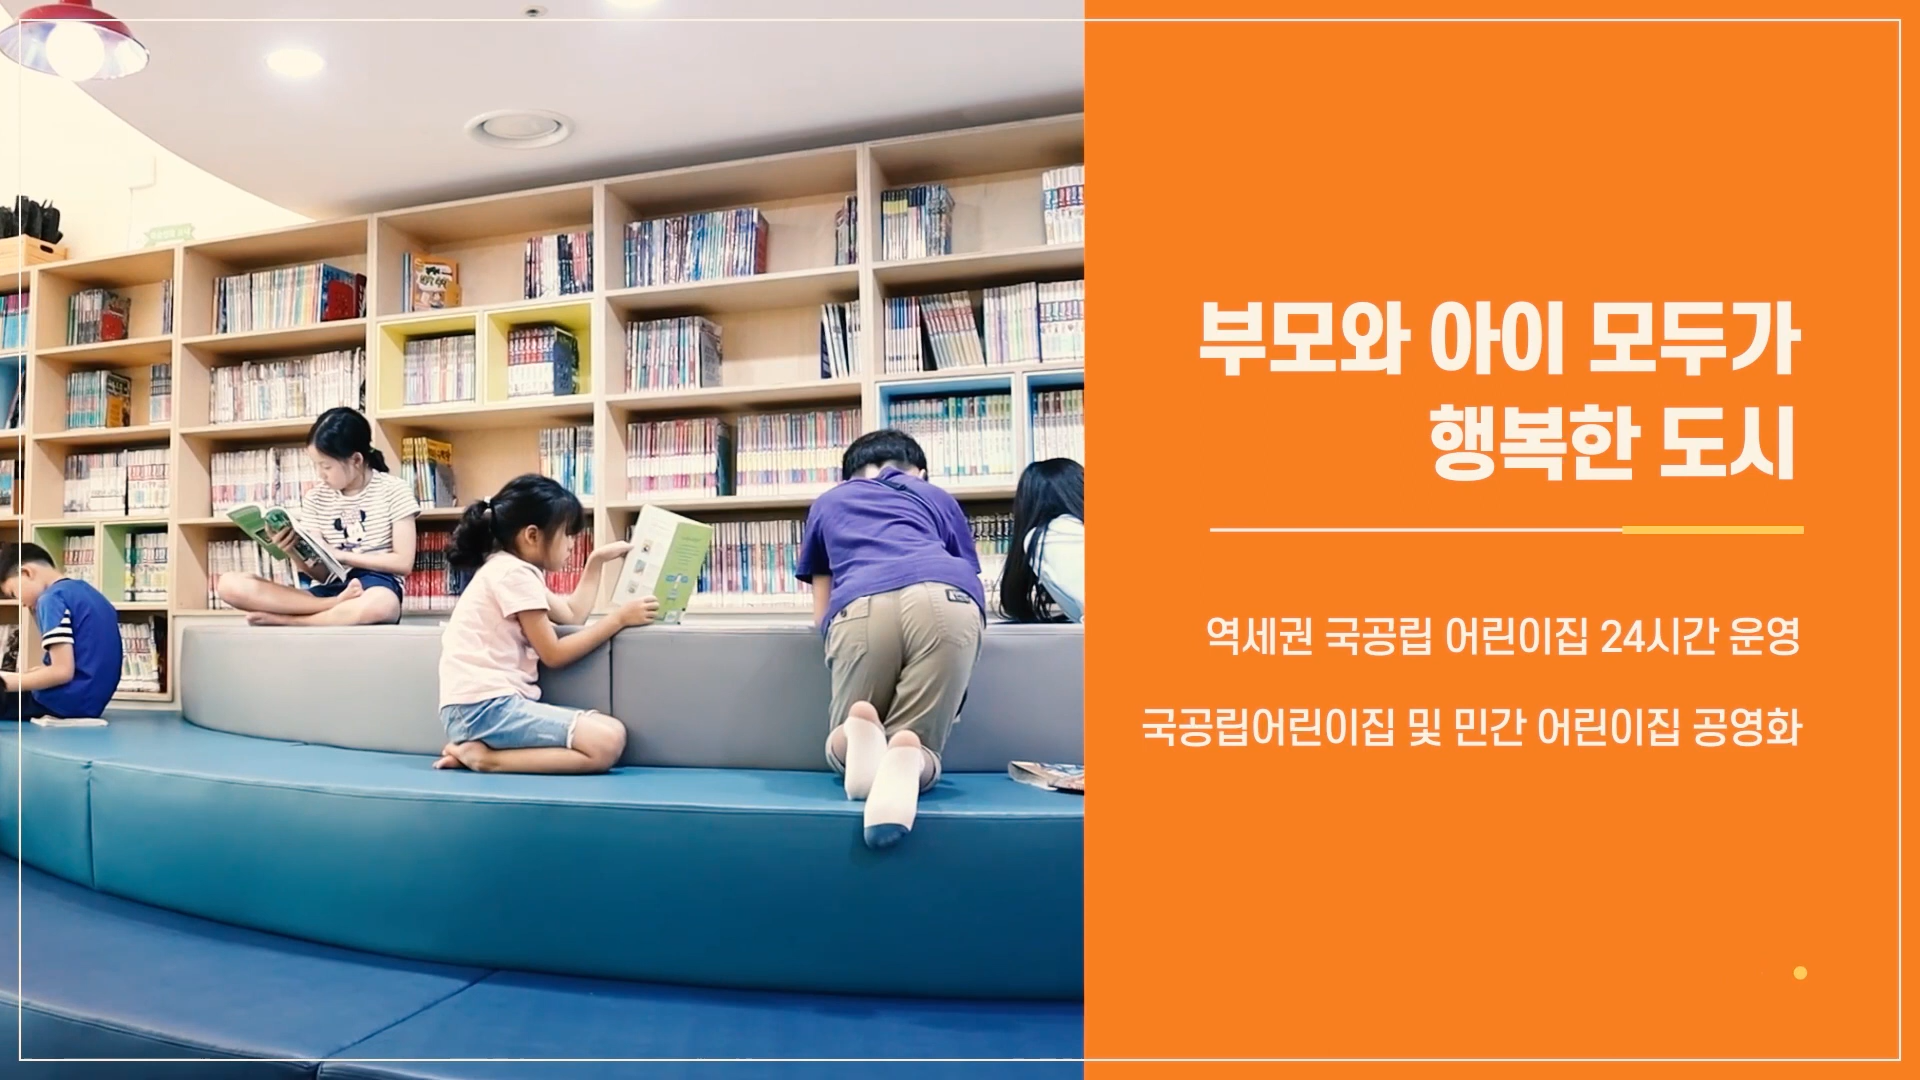 부모와 아이 모두가
행복한 도시
역세권 국공립 어린이집 24시간 운영
국공립어린이집 및 민간 어린이집 공영화